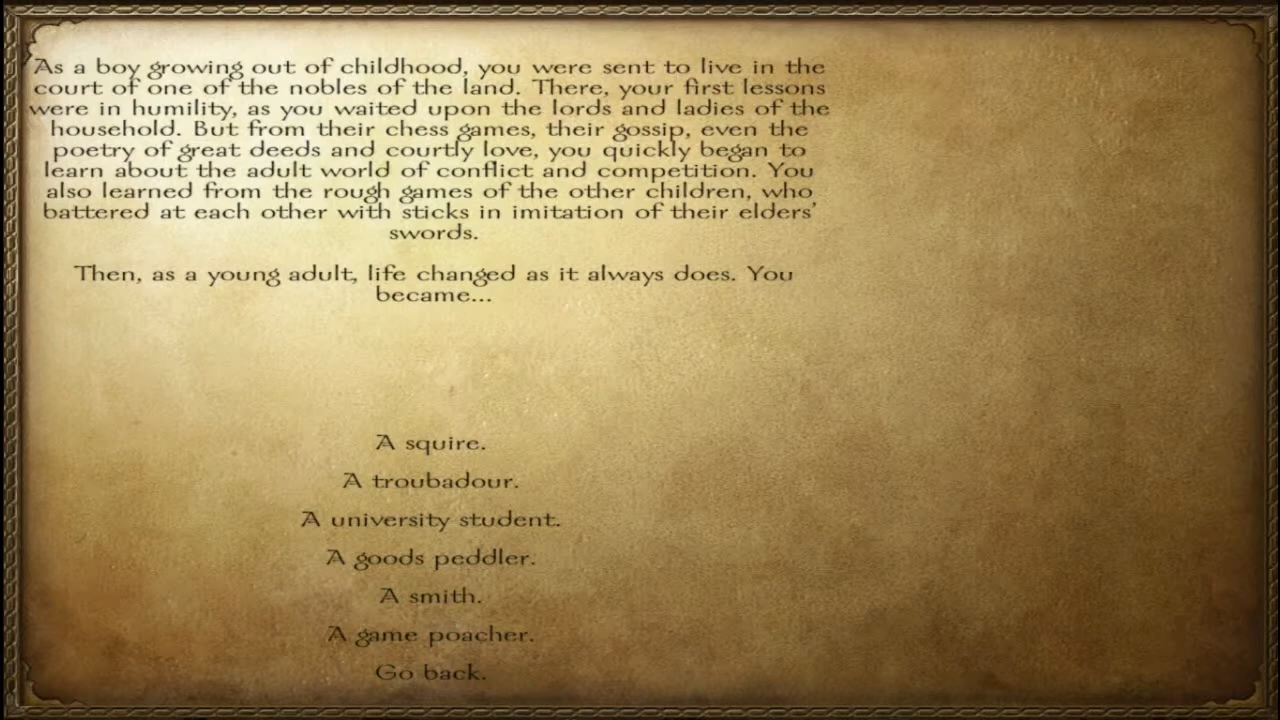 As a boy growing out of childhood, you were sent to live in the
court of one of the nobles of the land. There, your first lessons
were in humility, as you waited upon the lords and ladies of the
household. But from their chess games, their gossip, even the
poetry of great deeds and courtly love, you quickly began to
learn about the adult world of conflict and competition. You
also learned from the rough games of the other children, who
battered at each other with sticks in imitation of their elders'
swords.
Then, as a young adult, life changed as it always does. You
became...
A squire.
A troubadour.
A university student.
A goods peddler.
A smith.
A game poacher.
Go back.